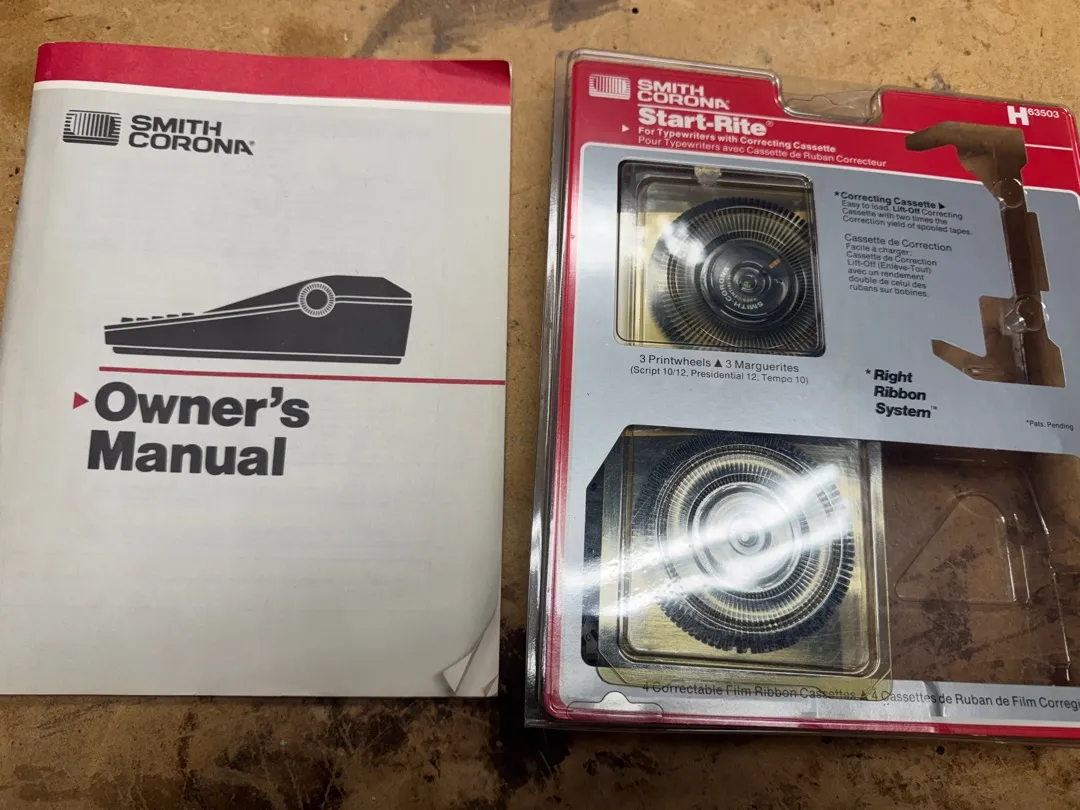 SMITH
CORONA®
Owner's
Manual
SMITH
CORONA®
Start-Rite®
For Typewriters with Correcting Cassette
Pour Typewriters avec Cassette de Ruban Correcteur
H63503
*Correcting Cassette ▶
Easy to load, Lift-Off Correcting
Cassette with two times the
Correction yield of spooled tapes.
Cassette de Correction
Facile à charger;
Cassette de Correction
Lift-Off (Enlève-Tout)
avec un rendement
double de celui des
rubans sur bobines.
SMITH-CORONA
3 Printwheels ▲ 3 Marguerites
(Script 10/12, Presidential 12, Tempo 10)
*Right
Ribbon
System™
*Pats. Pending
4 Correctable Film Ribbon Cassettes ▲ 4 Cassettes de Ruban de Film Corregi